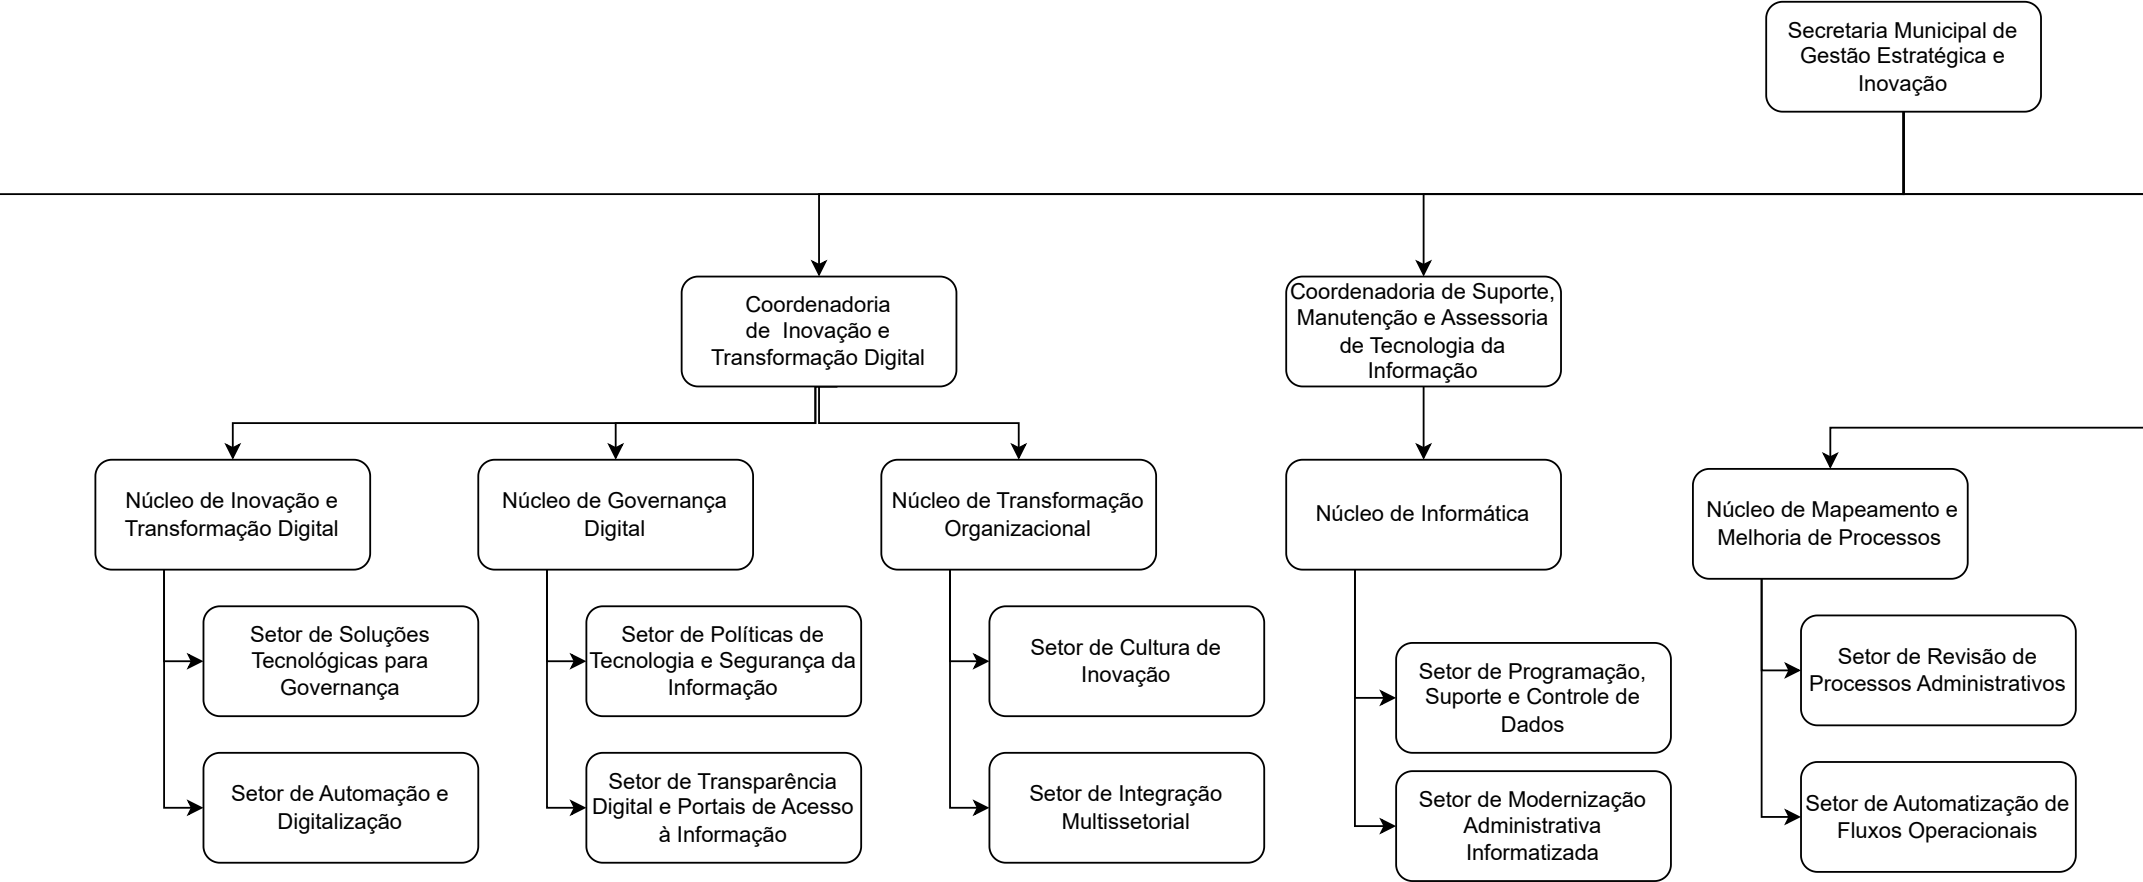 Secretaria Municipal de
Gestão Estratégica e
Inovação
Coordenadoria
de  Inovação e
Transformação Digital
Coordenadoria de Suporte,
Manutenção e Assessoria
de Tecnologia da
Informação
Núcleo de Inovação e
Transformação Digital
Núcleo de Governança
Digital
Núcleo de Transformação
Organizacional
Núcleo de Informática
Núcleo de Mapeamento e
Melhoria de Processos
Setor de Soluções
Tecnológicas para
Governança
Setor de Políticas de
Tecnologia e Segurança da
Informação
Setor de Cultura de
Inovação
Setor de Programação,
Suporte e Controle de
Dados
Setor de Revisão de
Processos Administrativos
Setor de Automação e
Digitalização
Setor de Transparência
Digital e Portais de Acesso
à Informação
Setor de Integração
Multissetorial
Setor de Modernização
Administrativa
Informatizada
Setor de Automatização de
Fluxos Operacionais